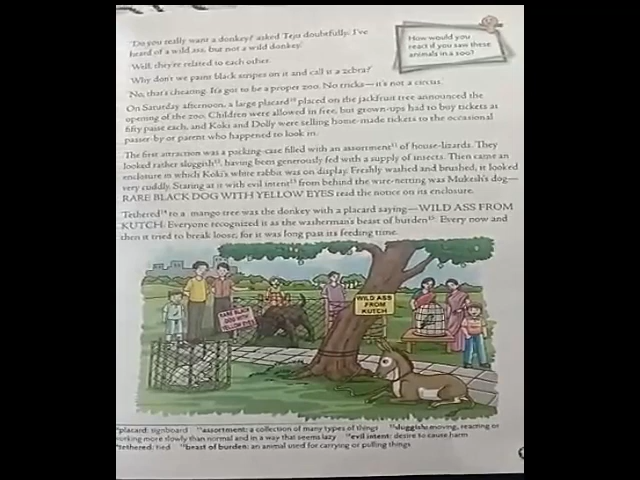 'Do you really want a donkey?' asked Teju doubtfully. 'I've
heard of a wild ass, but not a wild donkey.'
'Well, they're related to each other.
Why don't we paint black stripes on it and call it a zebra?'
'No, that's cheating. It's got to be a proper zoo. No tricks—it's not a circus.'
How would you
react if you saw these
animals in a zoo?
On Saturday afternoon, a large placard placed on the jackfruit tree announced the
opening of the zoo. Children were allowed in free, but grown-ups had to buy tickets at
fifty paise each, and Koki and Dolly were selling home-made tickets to the occasional
passer-by or parent who happened to look in.
The first attraction was a packing-case filled with an assortment of house-lizards. They
looked rather sluggish, having been generously fed with a supply of insects. Then came an
enclosure in which Koki's white rabbit was on display. Freshly washed and brushed, it looked
very cuddly. Staring at it with evil intent from behind the wire-netting was Mukesh's dog—
RARE BLACK DOG WITH YELLOW EYES read the notice on its enclosure.
Tethered to a mango tree was the donkey with a placard saying—WILD ASS FROM
KUTCH. Everyone recognized it as the washerman's beast of burden. Every now and
then it tried to break loose, for it was long past its feeding time.
RARE BLACK
DOG WITH
YELLOW EYES
WILD ASS
FROM
KUTCH
placard: signboard assortment: a collection of many types of things sluggish: moving, reacting or
working more slowly than normal and in a way that seems lazy evil intent: desire to cause harm
tethered: tied beast of burden: an animal used for carrying or pulling things